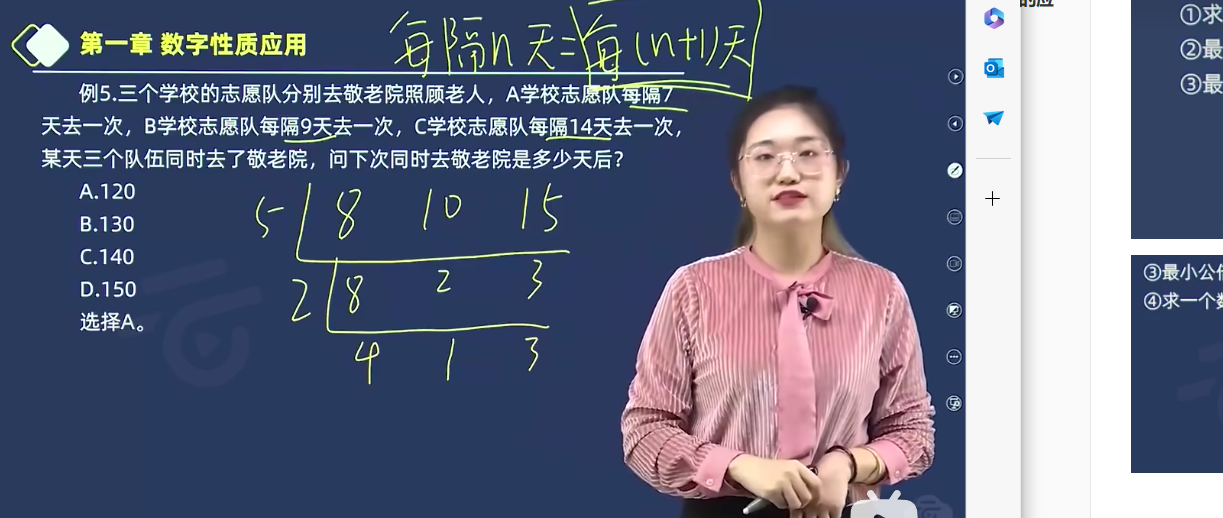 的应
①求
第一章 数字性质应用
每隔n天=每(n+1)天
②最
③最
例5.三个学校的志愿队分别去敬老院照顾老人，A学校志愿队每隔7
天去一次，B学校志愿队每隔9天去一次，C学校志愿队每隔14天去一次，
某天三个队伍同时去了敬老院，问下次同时去敬老院是多少天后？
A.120
B.130
C.140
D.150
选择A。
5 8 10 15
2 8 2 3
4 1 3
③最小公
④求一个